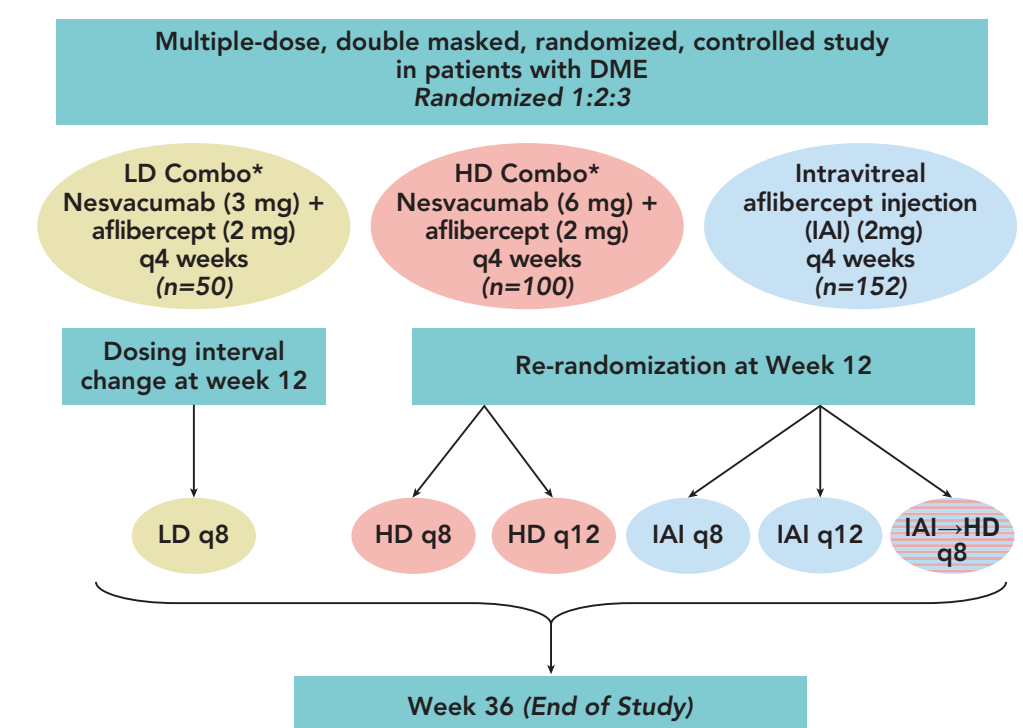 Multiple-dose, double masked, randomized, controlled study
in patients with DME
Randomized 1:2:3
LD Combo*
Nesvacumab (3 mg) +
aflibercept (2 mg)
q4 weeks
(n=50)
HD Combo*
Nesvacumab (6 mg) +
aflibercept (2 mg)
q4 weeks
(n=100)
Intravitreal
aflibercept injection
(IAI) (2mg)
q4 weeks
(n=152)
Dosing interval
change at week 12
Re-randomization at Week 12
LD q8
HD q8
HD q12
IAI q8
IAI q12
IAI→HD
q8
Week 36 (End of Study)